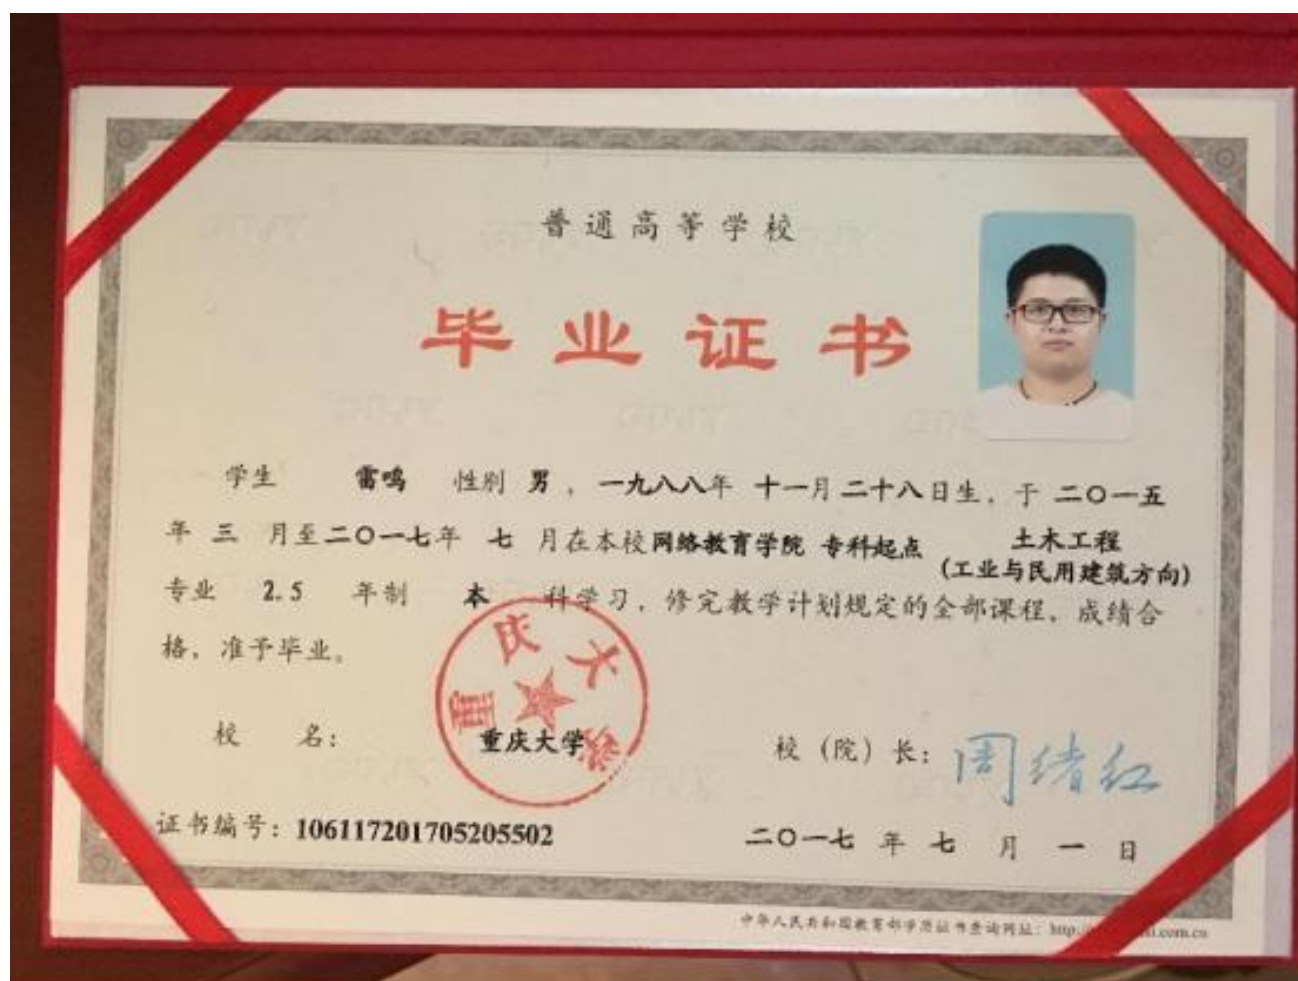 普通高等学校
毕业证书
学生 雷鸣 性别 男，一九八八年 十一月二十八日生，于 二〇一五
年 三 月至二〇一七年 七 月在本校网络教育学院 专科起点 土木工程
(工业与民用建筑方向)
专业 2.5 年制 本 科学习，修完教学计划规定的全部课程，成绩合
格，准予毕业。
重庆大学
校 名： 重庆大学 校（院）长：周绪红
证书编号：106117201705205502 二〇一七 年 七 月 一 日
中华人民共和国教育部学历证书查询网址：http:// .com.cn